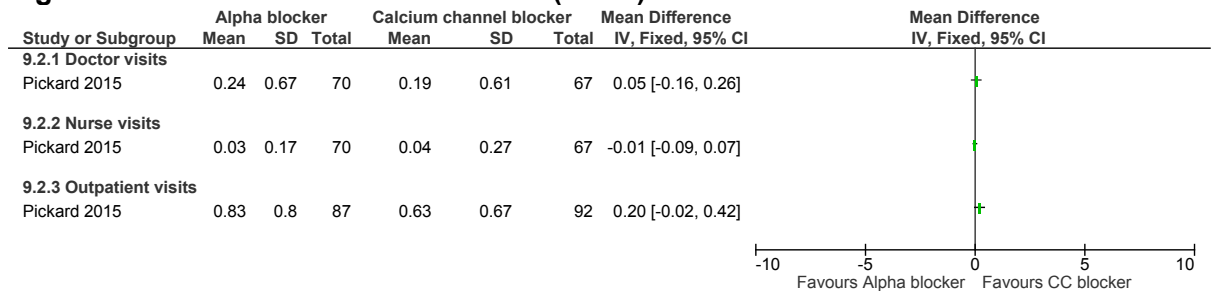 Alpha blocker Calcium channel blocker Mean Difference Mean Difference
Study or Subgroup Mean SD Total Mean SD Total IV, Fixed, 95% CI IV, Fixed, 95% CI
9.2.1 Doctor visits
Pickard 2015 0.24 0.67 70 0.19 0.61 67 0.05 [-0.16, 0.26]
9.2.2 Nurse visits
Pickard 2015 0.03 0.17 70 0.04 0.27 67 -0.01 [-0.09, 0.07]
9.2.3 Outpatient visits
Pickard 2015 0.83 0.8 87 0.63 0.67 92 0.20 [-0.02, 0.42]
-10 -5 0 5 10
Favours Alpha blocker Favours CC blocker